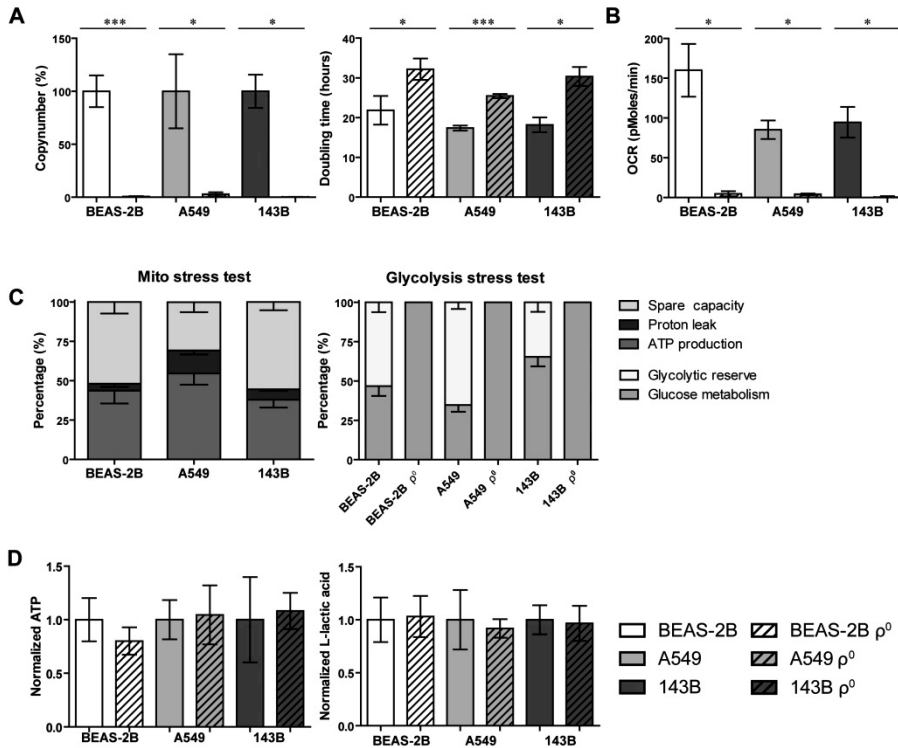 A
B
*** * *
* *** *
* * *
Copynumber (%)
150
100
50
0
BEAS-2B A549 143B
Doubling time (hours)
40
30
20
10
0
BEAS-2B A549 143B
OCR (pMoles/min)
200
150
100
50
0
BEAS-2B A549 143B
C
Mito stress test
Percentage (%)
100
75
50
25
0
BEAS-2B A549 143B
Glycolysis stress test
Percentage (%)
100
75
50
25
0
BEAS-2B
BEAS-2B ρ⁰
A549
A549 ρ⁰
143B
143B ρ⁰
Spare capacity
Proton leak
ATP production
Glycolytic reserve
Glucose metabolism
D
Normalized ATP
1.5
1.0
0.5
0.0
BEAS-2B A549 143B
Normalized L-lactic acid
1.5
1.0
0.5
0.0
BEAS-2B A549 143B
BEAS-2B BEAS-2B ρ⁰
A549 A549 ρ⁰
143B 143B ρ⁰